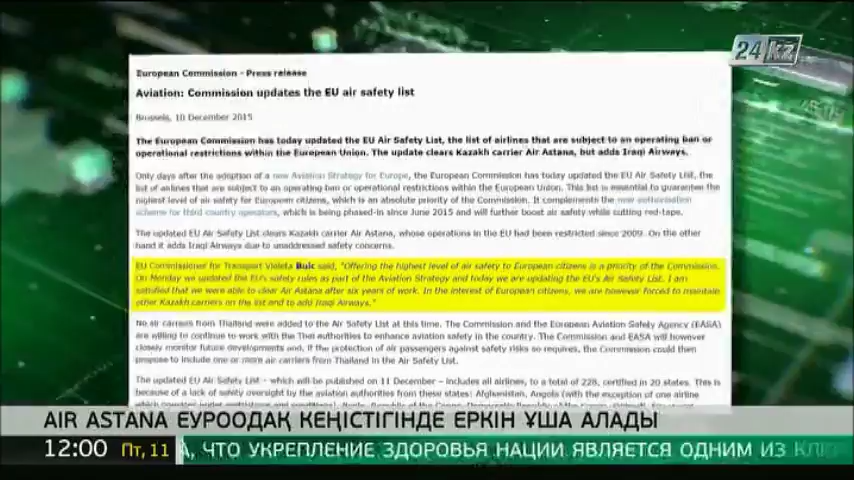 24kz
European Commission - Press release
Aviation: Commission updates the EU air safety list
Brussels, 10 December 2015
The European Commission has today updated the EU Air Safety List, the list of airlines that are subject to an operating ban or
operational restrictions within the European Union. The update clears Kazakh carrier Air Astana, but adds Iraqi Airways.
Only days after the adoption of a new Aviation Strategy for Europe, the European Commission has today updated the EU Air Safety List, the
list of airlines that are subject to an operating ban or operational restrictions within the European Union. This list is essential to guarantee the
highest level of air safety for European citizens, which is an absolute priority of the Commission. It complements the new authorisation
scheme for third country operators, which is being phased-in since June 2015 and will further boost air safety while cutting red-tape.
The updated EU Air Safety List clears Kazakh carrier Air Astana, whose operations in the EU had been restricted since 2009. On the other
hand it adds Iraqi Airways due to unaddressed safety concerns.
EU Commissioner for Transport Violeta Bulc said, "Offering the highest level of air safety to European citizens is a priority of the Commission.
On Monday we updated the EU's safety rules as part of the Aviation Strategy and today we are updating the EU's Air Safety List. I am
satisfied that we were able to clear Air Astana after six years of work. In the interest of European citizens, we are however forced to maintain
other Kazakh carriers on the list and to add Iraqi Airways."
No air carriers from Thailand were added to the Air Safety List at this time. The Commission and the European Aviation Safety Agency (EASA)
are willing to continue to work with the Thai authorities to enhance aviation safety in the country. The Commission and EASA will however
closely monitor future developments and, if the protection of air passengers against safety risks so requires, the Commission could then
propose to include one or more air carriers from Thailand in the Air Safety List.
The updated EU Air Safety List - which will be published on 11 December - includes all airlines, to a total of 228, certified in 20 states. This is
because of a lack of safety oversight by the aviation authorities from these states: Afghanistan, Angola (with the exception of one airline
AIR ASTANA ЕУРООДАҚ КЕҢІСТІГІНДЕ ЕРКІН ҰША АЛАДЫ
12:00 Пт, 11 А, ЧТО УКРЕПЛЕНИЕ ЗДОРОВЬЯ НАЦИИ ЯВЛЯЕТСЯ ОДНИМ ИЗ КЛЮ